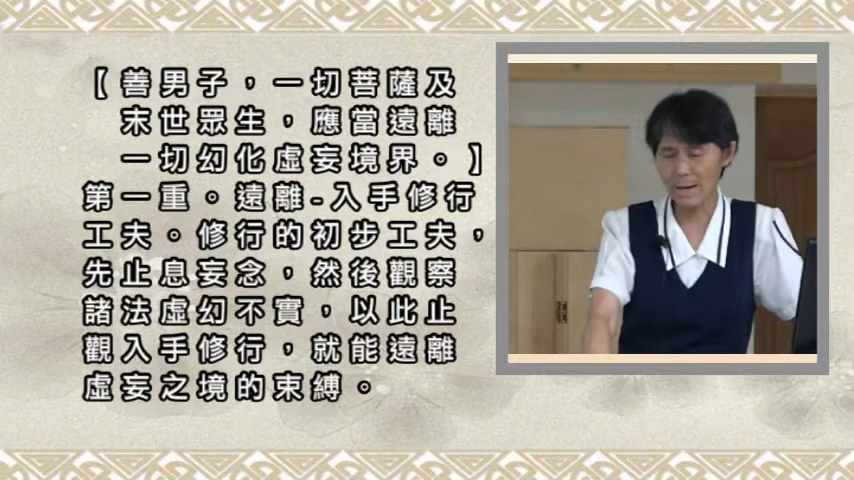 【善男子，一切菩薩及
末世眾生，應當遠離
一切幻化虛妄境界。】
第一重。遠離-入手修行
工夫。修行的初步工夫，
先止息妄念，然後觀察
諸法虛幻不實，以此止
觀入手修行，就能遠離
虛妄之境的束縛。